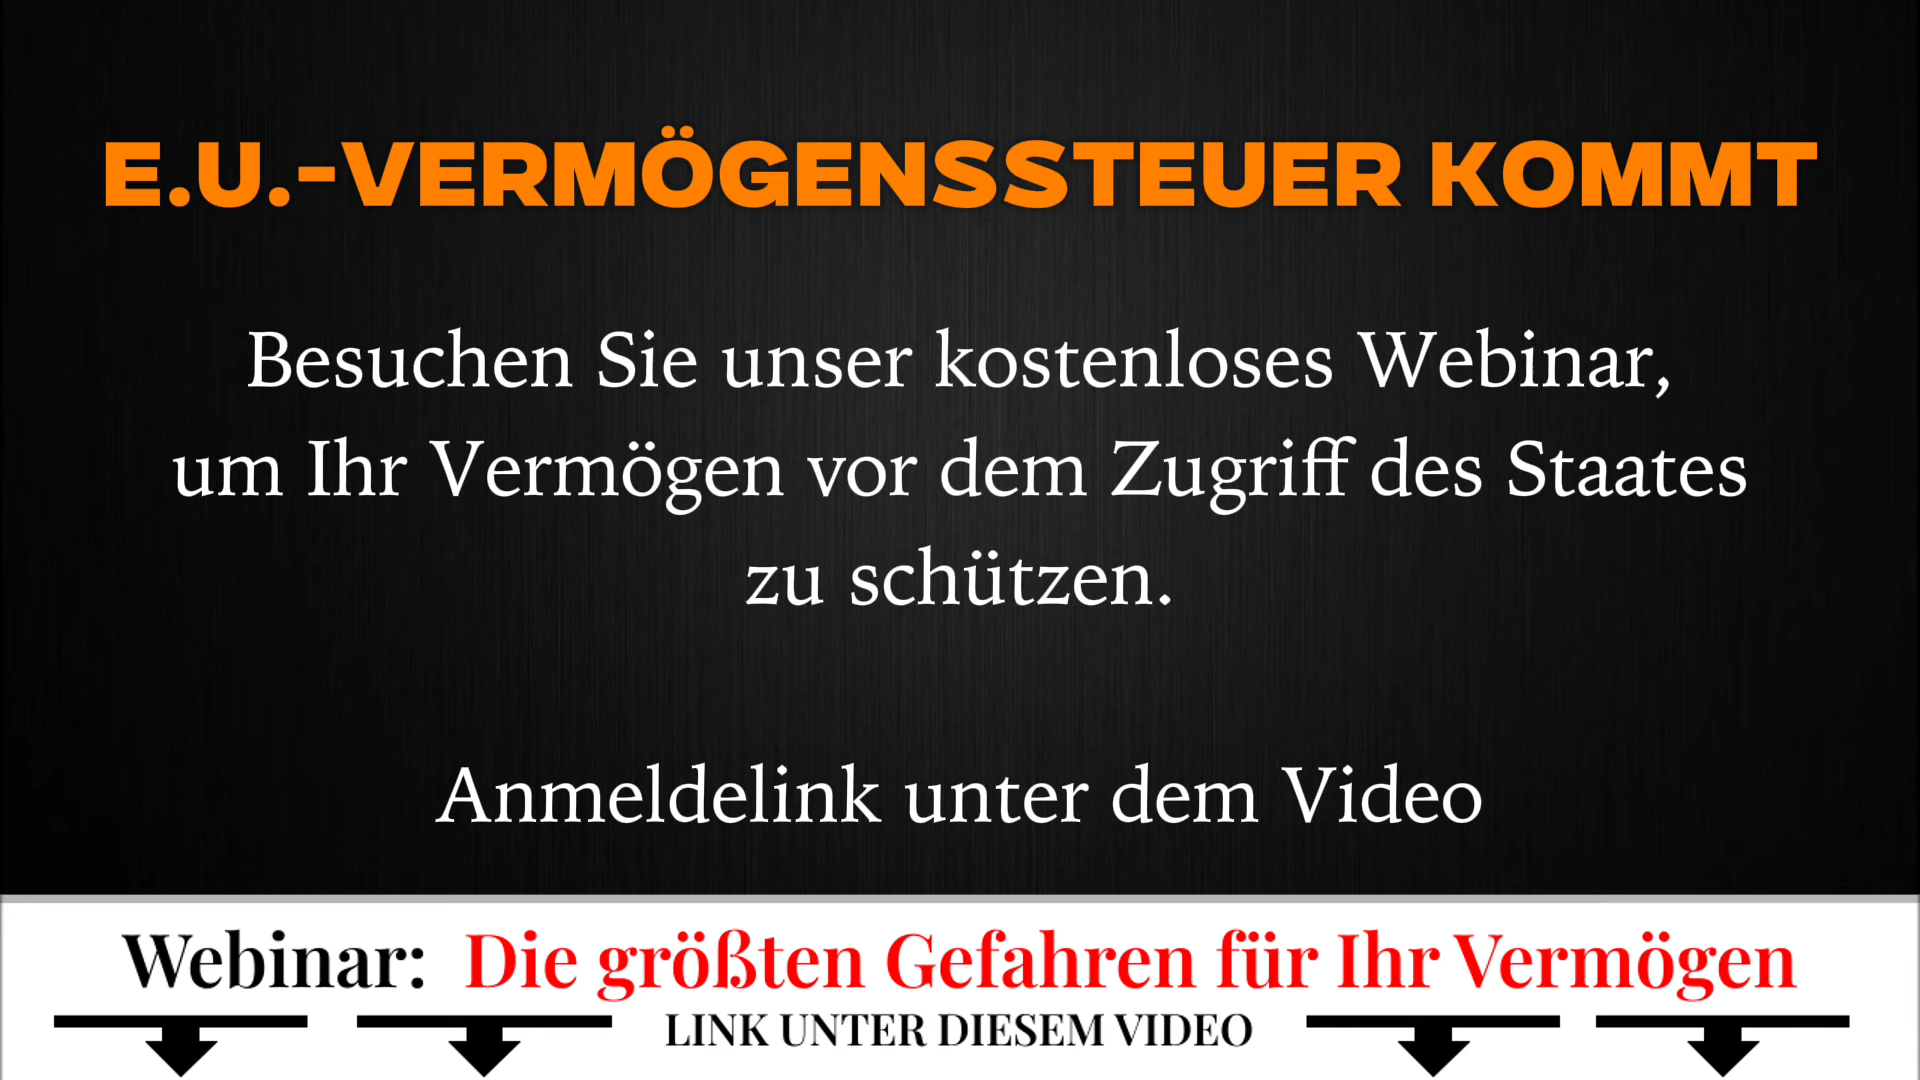 E.U.-VERMÖGENSSTEUER KOMMT
Besuchen Sie unser kostenloses Webinar,
um Ihr Vermögen vor dem Zugriff des Staates
zu schützen.
Anmeldelink unter dem Video
Webinar: Die größten Gefahren für Ihr Vermögen
LINK UNTER DIESEM VIDEO